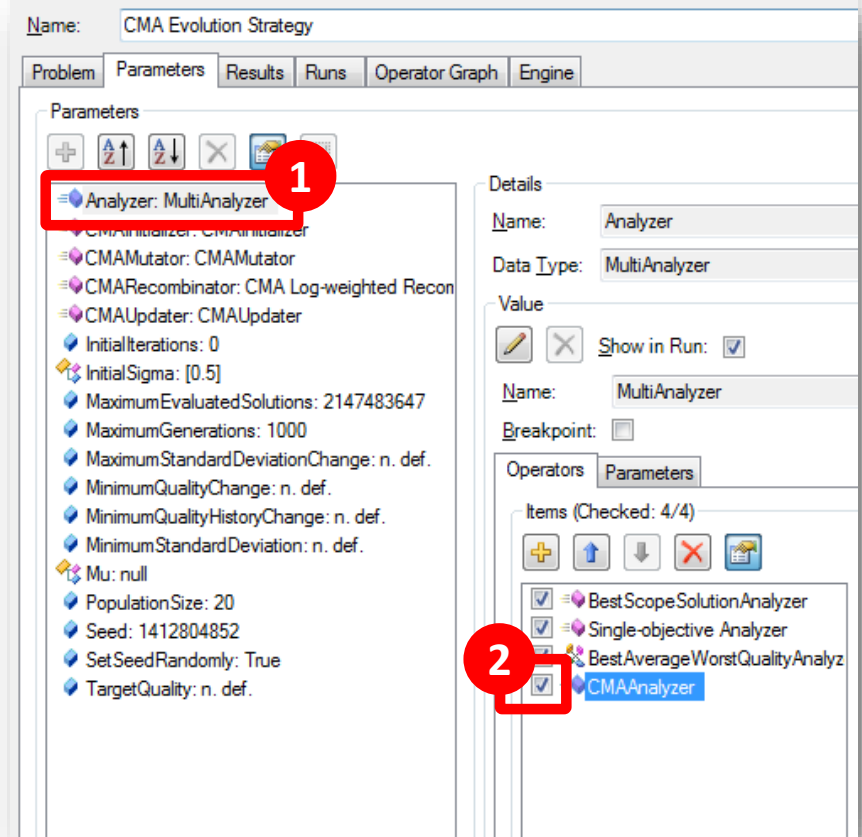 Name: CMA Evolution Strategy
Problem Parameters Results Runs Operator Graph Engine
Parameters
1
Analyzer: MultiAnalyzer
CMAInitializer: CMAInitializer
CMAMutator: CMAMutator
CMARecombinator: CMA Log-weighted Recon
CMAUpdater: CMAUpdater
InitialIterations: 0
InitialSigma: [0.5]
MaximumEvaluatedSolutions: 2147483647
MaximumGenerations: 1000
MaximumStandardDeviationChange: n. def.
MinimumQualityChange: n. def.
MinimumQualityHistoryChange: n. def.
MinimumStandardDeviation: n. def.
Mu: null
PopulationSize: 20
Seed: 1412804852
SetSeedRandomly: True
TargetQuality: n. def.
Details
Name: Analyzer
Data Type: MultiAnalyzer
Value
Show in Run:
Name: MultiAnalyzer
Breakpoint:
Operators Parameters
Items (Checked: 4/4)
BestScopeSolutionAnalyzer
Single-objective Analyzer
BestAverageWorstQualityAnalyz
2
CMAAnalyzer